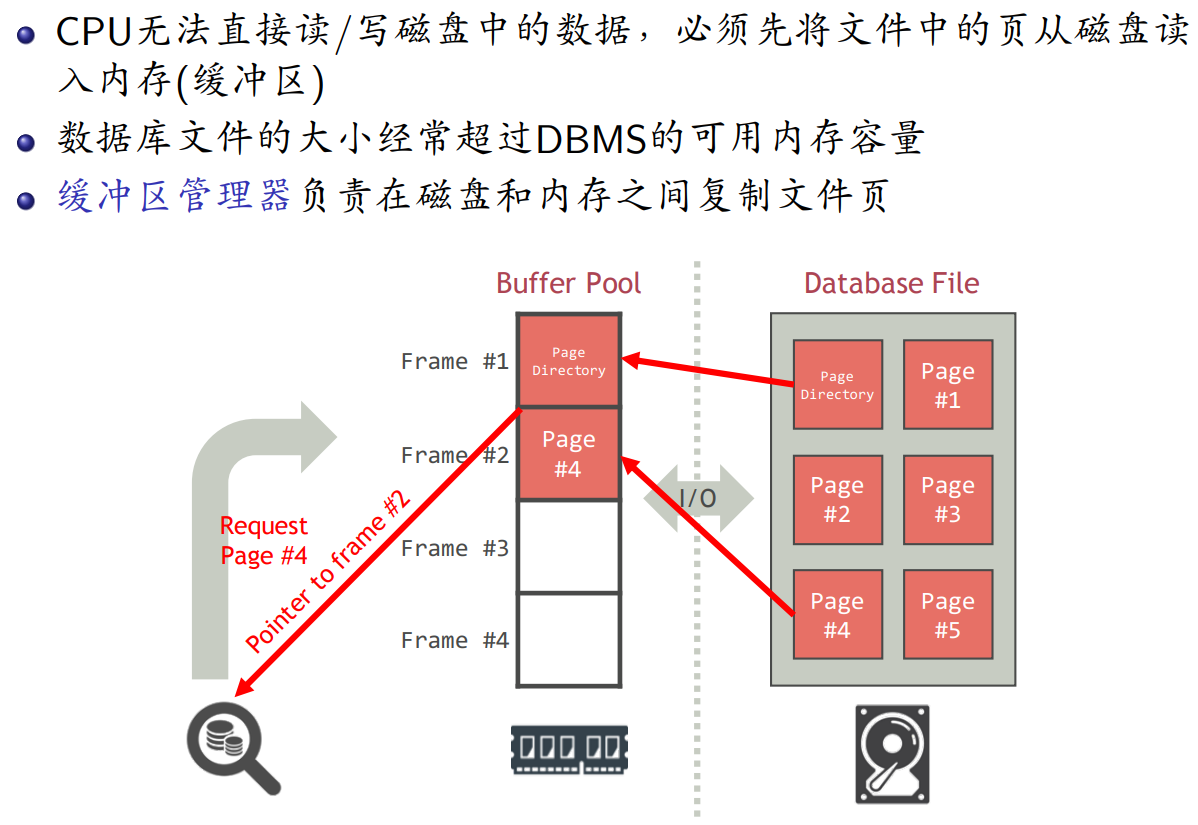 CPU无法直接读/写磁盘中的数据，必须先将文件中的页从磁盘读
入内存(缓冲区)
数据库文件的大小经常超过DBMS的可用内存容量
缓冲区管理器负责在磁盘和内存之间复制文件页
Buffer Pool
Database File
Frame #1
Page
Directory
Page
Directory
Page
#1
Frame #2
Page
#4
Page
#2
Page
#3
I/O
Request
Page #4
Pointer to frame #2
Frame #3
Frame #4
Page
#4
Page
#5